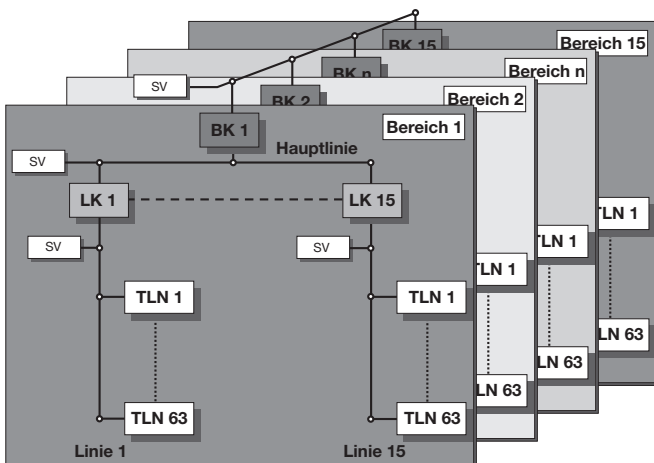 BK 15
Bereich 15
BK n
Bereich n
SV
BK 2
Bereich 2
BK 1
Bereich 1
Hauptlinie
SV
LK 1
LK 15
SV
SV
TLN 1
TLN 1
TLN 1
TLN 1
TLN 1
TLN 63
TLN 63
LN 63
LN 63
LN 63
Linie 1
Linie 15